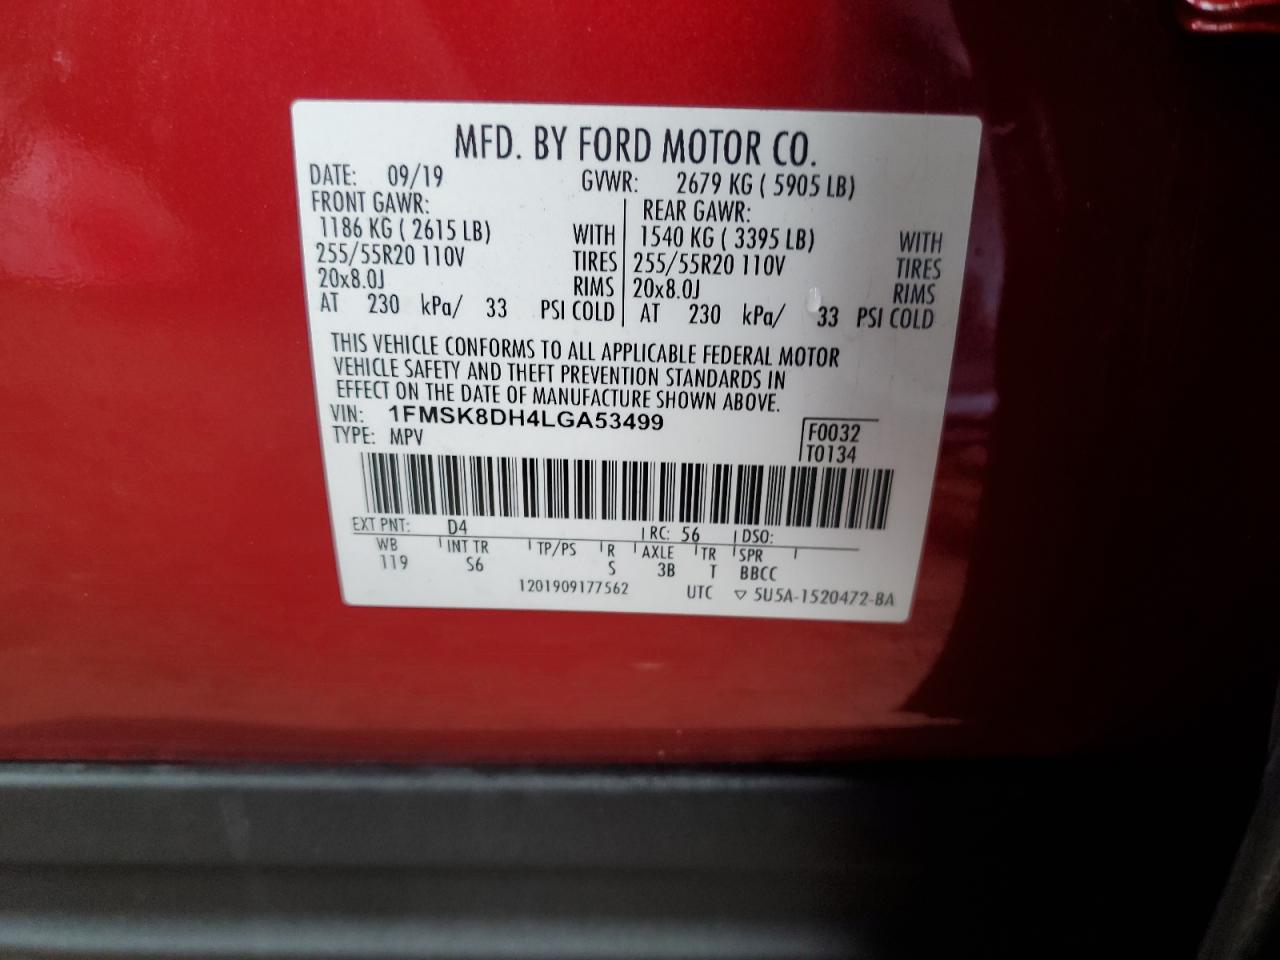 MFD. BY FORD MOTOR CO.
DATE: 09/19 GVWR: 2679 KG ( 5905 LB)
FRONT GAWR: REAR GAWR:
1186 KG ( 2615 LB) WITH 1540 KG ( 3395 LB) WITH
255/55R20 110V TIRES 255/55R20 110V TIRES
20x8.0J RIMS 20x8.0J RIMS
AT 230 kPa/ 33 PSI COLD AT 230 kPa/ 33 PSI COLD
THIS VEHICLE CONFORMS TO ALL APPLICABLE FEDERAL MOTOR
VEHICLE SAFETY AND THEFT PREVENTION STANDARDS IN
EFFECT ON THE DATE OF MANUFACTURE SHOWN ABOVE.
VIN: 1FMSK8DH4LGA53499
TYPE: MPV
F0032
T0134
EXT PNT: D4 RC: 56 DSO:
WB INT TR TP/PS R AXLE TR SPR
119 S6 S 3B T BBCC
1201909177562 UTC ▽ 5U5A-1520472-BA